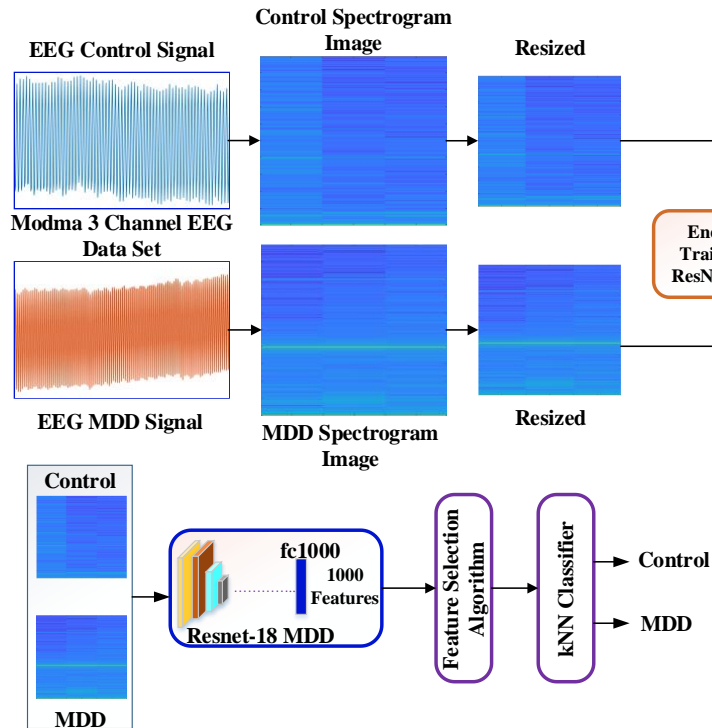 Control Spectrogram
Image
EEG Control Signal
Resized
Modma 3 Channel EEG
Data Set
EEG MDD Signal
MDD Spectrogram
Image
Resized
Control
MDD
fc1000
1000
Features
Resnet-18 MDD
Feature Selection
Algorithm
kNN Classifier
Control
MDD